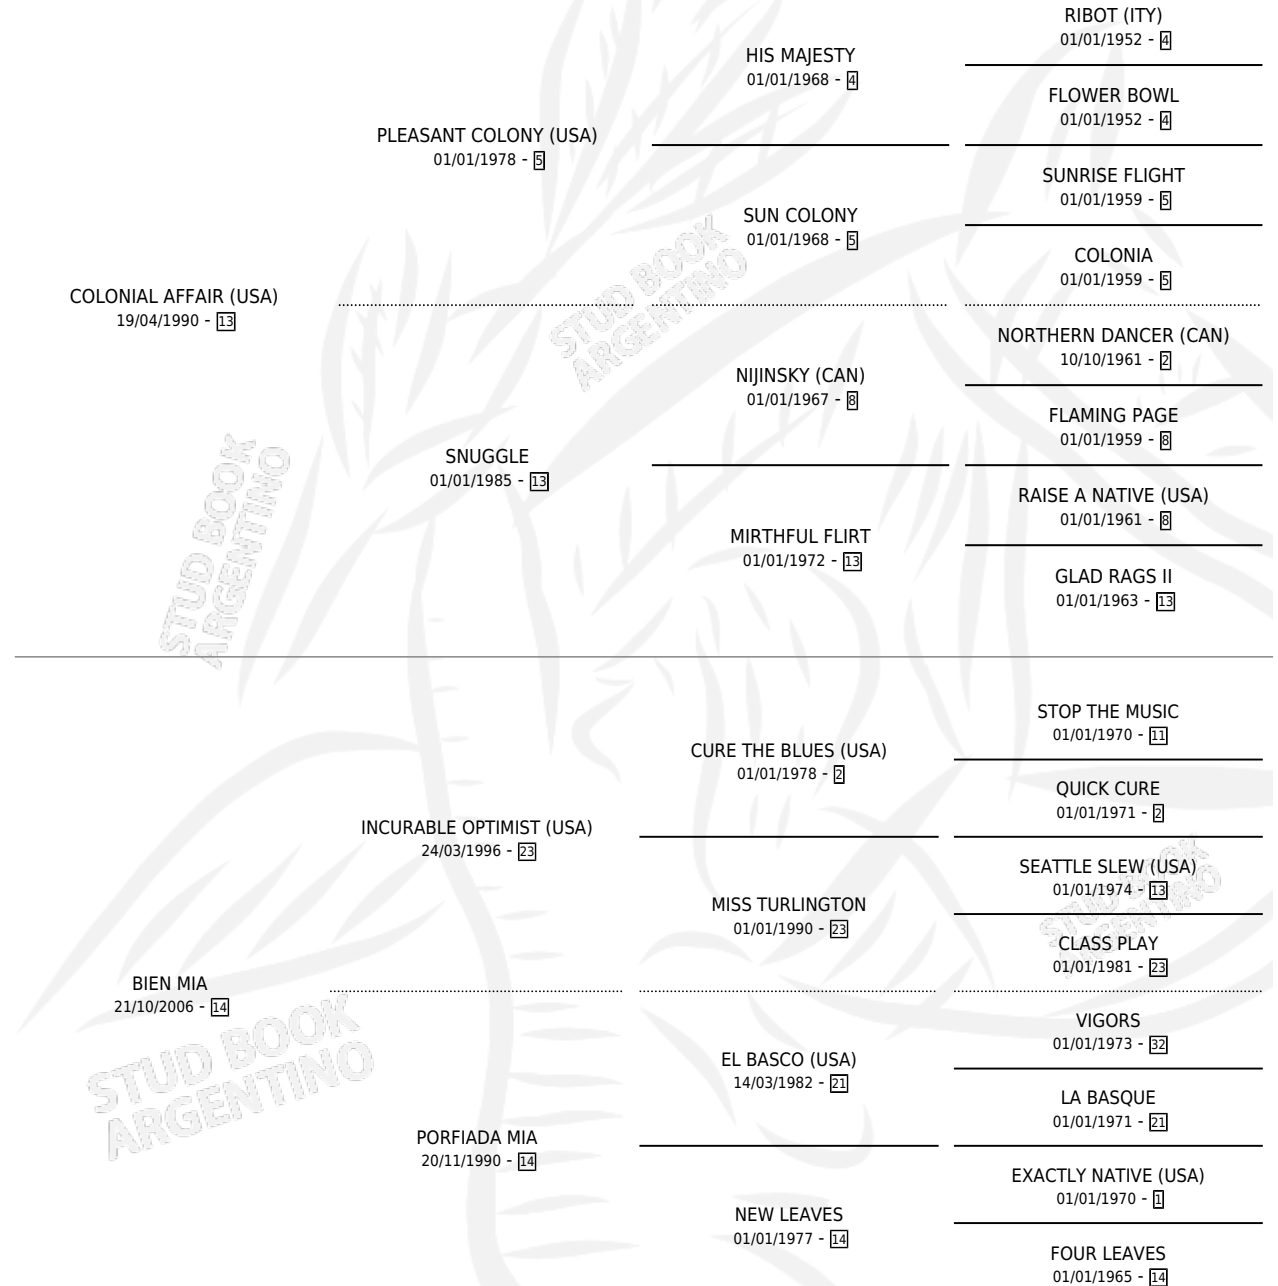 RIBOT (ITY)
01/01/1952 - 4
HIS MAJESTY
01/01/1968 - 4
FLOWER BOWL
01/01/1952 - 4
PLEASANT COLONY (USA)
01/01/1978 - 5
SUNRISE FLIGHT
01/01/1959 - 5
SUN COLONY
01/01/1968 - 5
COLONIA
01/01/1959 - 5
COLONIAL AFFAIR (USA)
19/04/1990 - 13
NORTHERN DANCER (CAN)
10/10/1961 - 2
NIJINSKY (CAN)
01/01/1967 - 8
FLAMING PAGE
01/01/1959 - 8
SNUGGLE
01/01/1985 - 13
RAISE A NATIVE (USA)
01/01/1961 - 8
MIRTHFUL FLIRT
01/01/1972 - 13
GLAD RAGS II
01/01/1963 - 13
STOP THE MUSIC
01/01/1970 - 11
CURE THE BLUES (USA)
01/01/1978 - 2
QUICK CURE
01/01/1971 - 2
INCURABLE OPTIMIST (USA)
24/03/1996 - 23
SEATTLE SLEW (USA)
01/01/1974 - 13
MISS TURLINGTON
01/01/1990 - 23
CLASS PLAY
01/01/1981 - 23
BIEN MIA
21/10/2006 - 14
VIGORS
01/01/1973 - 32
EL BASCO (USA)
14/03/1982 - 21
LA BASQUE
01/01/1971 - 21
PORFIADA MIA
20/11/1990 - 14
EXACTLY NATIVE (USA)
01/01/1970 - 1
NEW LEAVES
01/01/1977 - 14
FOUR LEAVES
01/01/1965 - 14
STUD BOOK
ARGENTINO
STUD BOOK
ARGENTINO
STUD BOOK
ARGENTINO
STUD BOOK
ARGENTINO